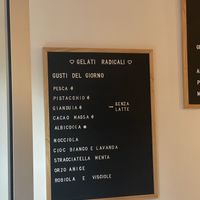 ♡ GELATI RADICALI ♡
GUSTI DEL GIORNO
PESCA
PISTACCHIO
GIANDUIA
CACAO MASSA
ALBICOCCA
SENZA
LATTE
NOCCIOLA
CIOC BIANCO E LAVANDA
STRACCIATELLA MENTA
ORZO ANICE
ROBIOLA E VISCIOLE